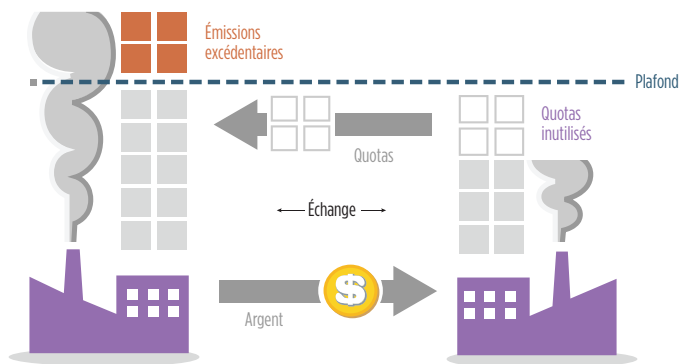 Émissions
excédentaires
Plafond
Quotas
inutilisés
Quotas
Échange
$
Argent